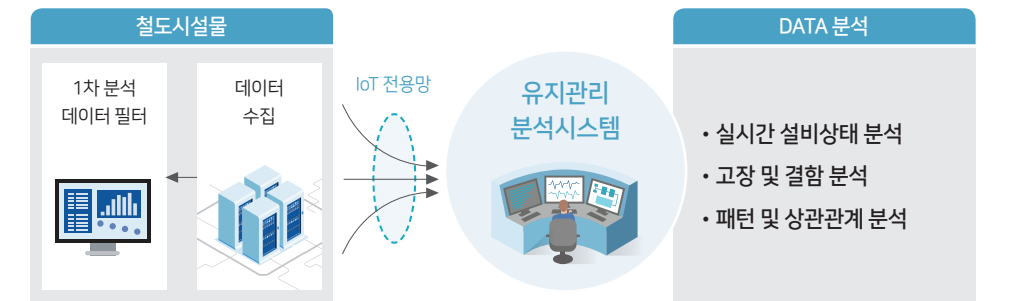 철도시설물
1차 분석
데이터 필터
데이터
수집
IoT 전용망
유지관리
분석시스템
DATA 분석
• 실시간 설비상태 분석
• 고장 및 결함 분석
• 패턴 및 상관관계 분석